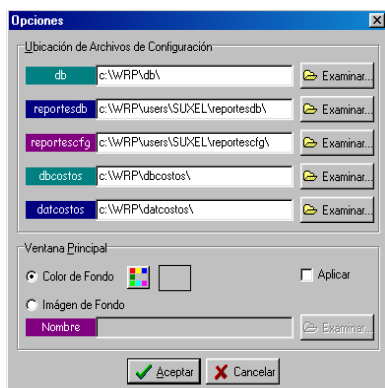 Opciones
Ubicación de Archivos de Configuración
db c:\WRP\db\ Examinar...
reportesdb c:\WRP\users\SUXEL\reportesdb\ Examinar...
reportescfg c:\WRP\users\SUXEL\reportescfg\ Examinar...
dbcostos c:\WRP\dbcostos\ Examinar...
datcostos c:\WRP\datcostos\ Examinar...
Ventana Principal
Color de Fondo Aplicar
Imágen de Fondo
Nombre Examinar...
Aceptar Cancelar